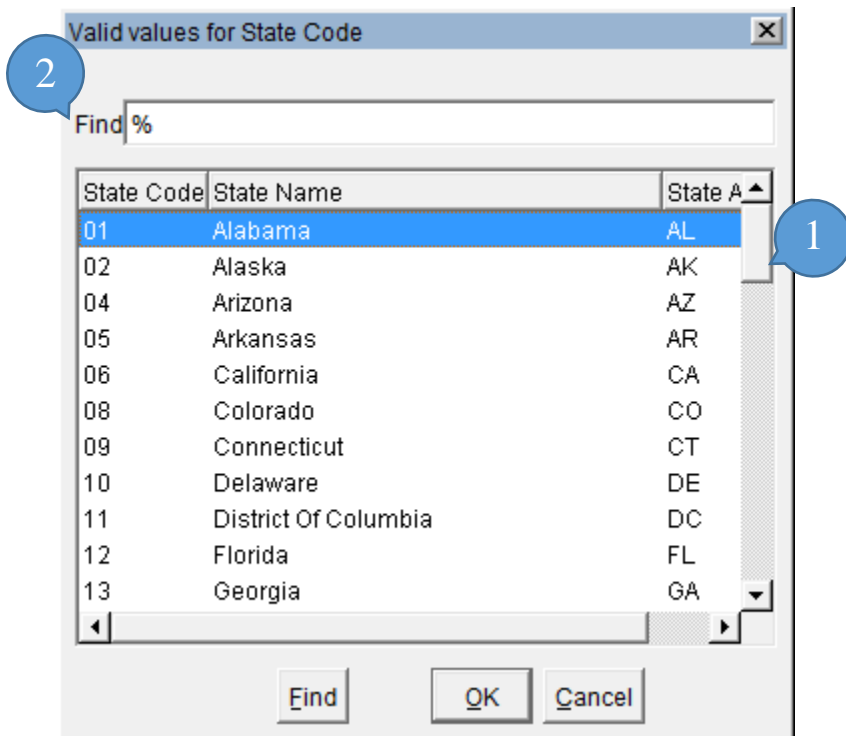 Valid values for State Code
2
Find %
State Code State Name State A
01 Alabama AL
1
02 Alaska AK
04 Arizona AZ
05 Arkansas AR
06 California CA
08 Colorado CO
09 Connecticut CT
10 Delaware DE
11 District Of Columbia DC
12 Florida FL
13 Georgia GA
Find OK Cancel